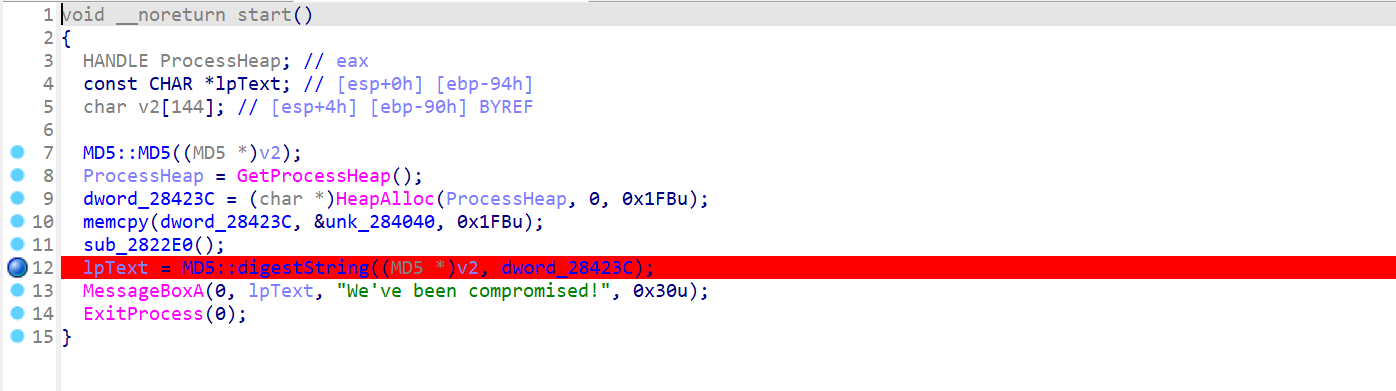 1 void __noreturn start()
2 {
3 HANDLE ProcessHeap; // eax
4 const CHAR *lpText; // [esp+0h] [ebp-94h]
5 char v2[144]; // [esp+4h] [ebp-90h] BYREF
6
7 MD5::MD5((MD5 *)v2);
8 ProcessHeap = GetProcessHeap();
9 dword_28423C = (char *)HeapAlloc(ProcessHeap, 0, 0x1FBu);
10 memcpy(dword_28423C, &unk_284040, 0x1FBu);
11 sub_2822E0();
12 lpText = MD5::digestString((MD5 *)v2, dword_28423C);
13 MessageBoxA(0, lpText, "We've been compromised!", 0x30u);
14 ExitProcess(0);
15 }